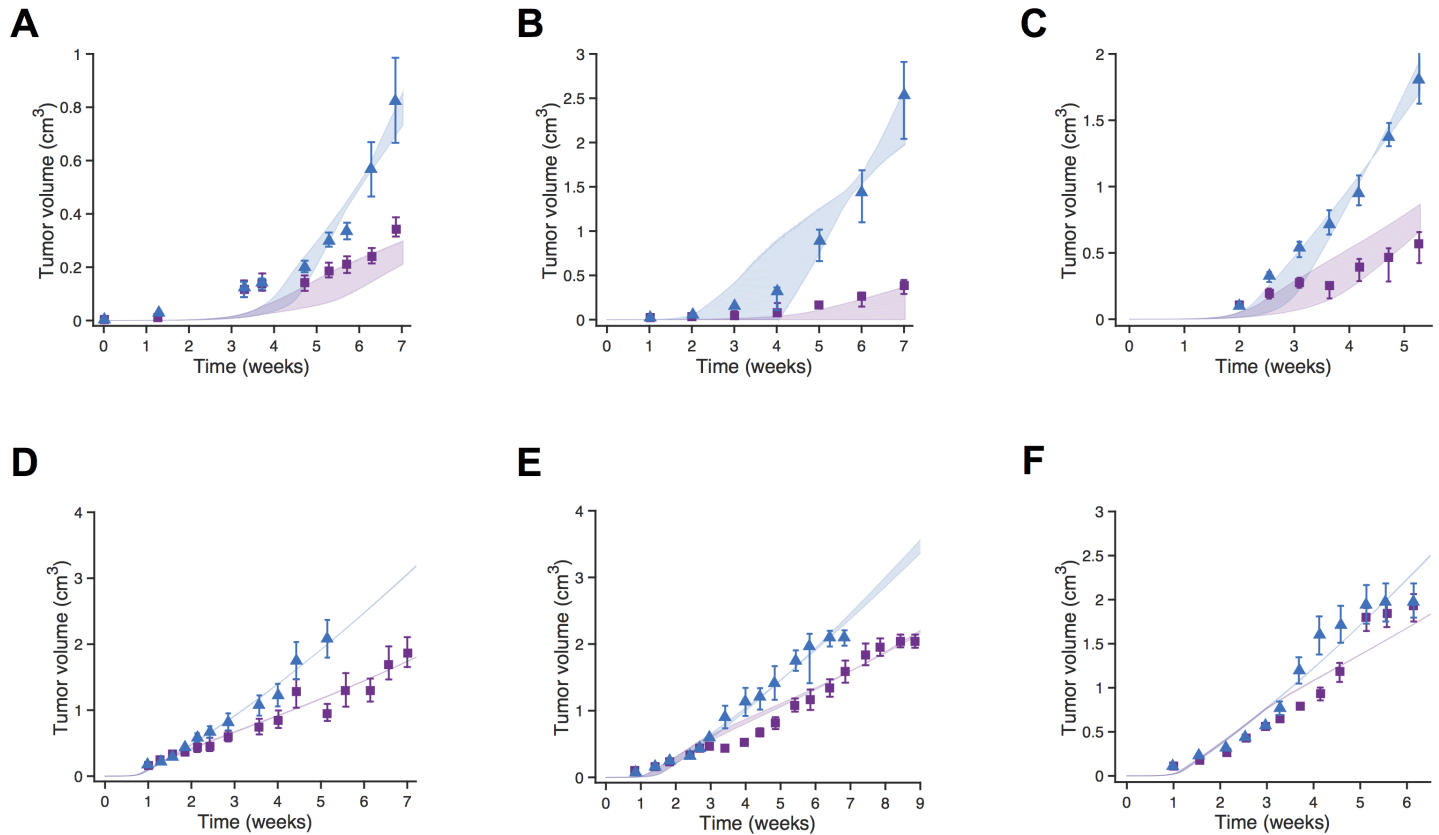 A
Tumor volume (cm3)
1
0.8
0.6
0.4
0.2
0
0 1 2 3 4 5 6 7
Time (weeks)
B
Tumor volume (cm3)
3
2.5
2
1.5
1
0.5
0
0 1 2 3 4 5 6 7
Time (weeks)
C
Tumor volume (cm3)
2
1.5
1
0.5
0
0 1 2 3 4 5
Time (weeks)
D
Tumor volume (cm3)
4
3
2
1
0
0 1 2 3 4 5 6 7
Time (weeks)
E
Tumor volume (cm3)
4
3
2
1
0
0 1 2 3 4 5 6 7 8 9
Time (weeks)
F
Tumor volume (cm3)
3
2.5
2
1.5
1
0.5
0
0 1 2 3 4 5 6
Time (weeks)